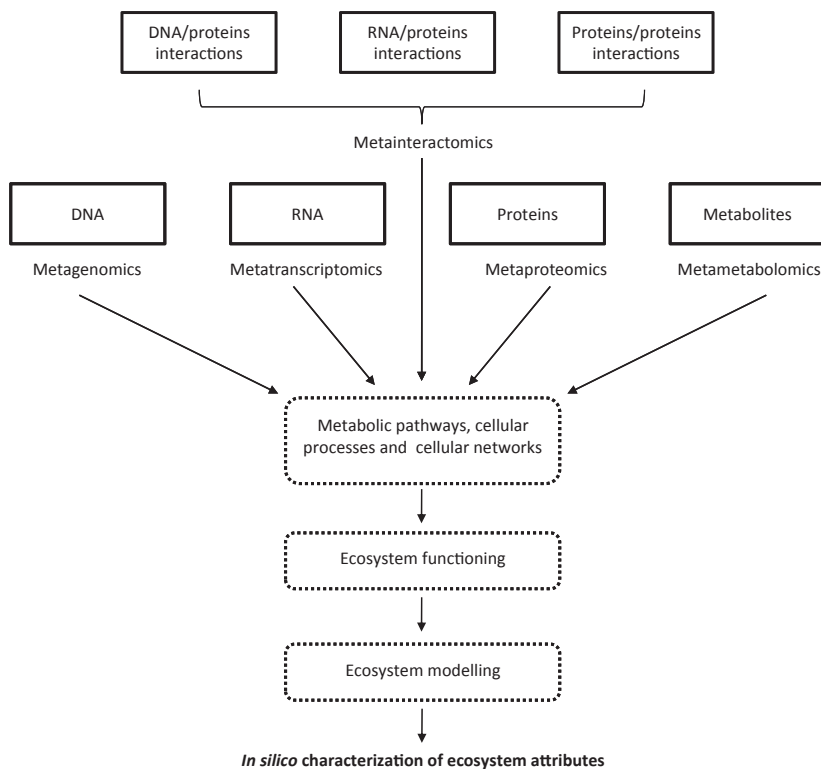 DNA/proteins
interactions
RNA/proteins
interactions
Proteins/proteins
interactions
Metainteractomics
DNA
RNA
Proteins
Metabolites
Metagenomics
Metatranscriptomics
Metaproteomics
Metametabolomics
Metabolic pathways, cellular
processes and cellular networks
Ecosystem functioning
Ecosystem modelling
In silico characterization of ecosystem attributes